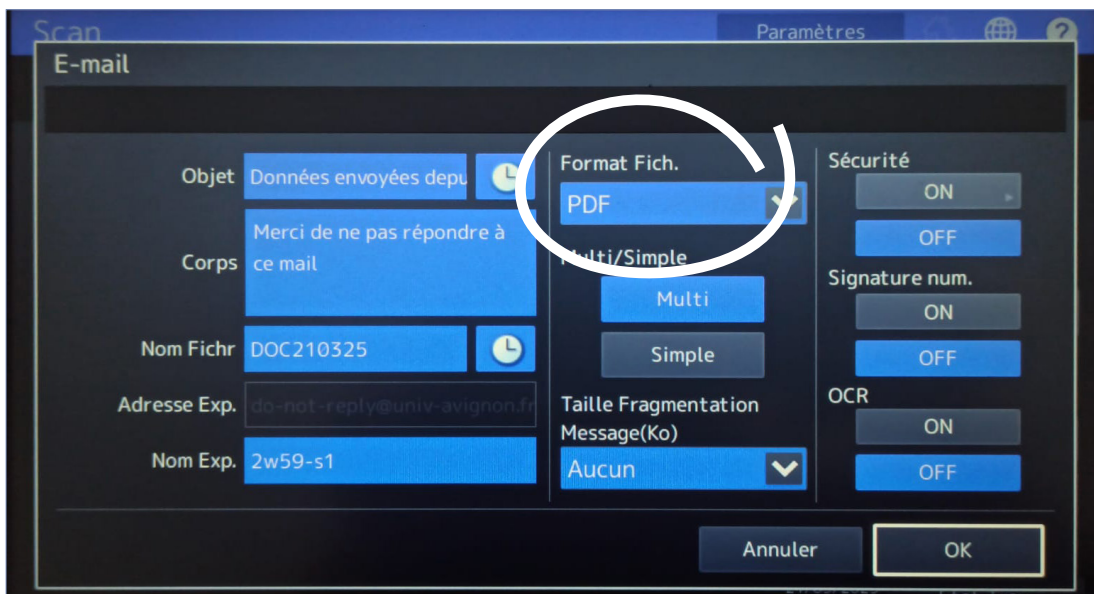 Scan
Paramètres
?
E-mail
Objet
Données envoyées depu
Corps
Merci de ne pas répondre à
ce mail
Nom Fichr
DOC210325
Adresse Exp.
do-not-reply@univ-avignon.fr
Nom Exp.
2w59-s1
Format Fich.
PDF
Multi/Simple
Multi
Simple
Taille Fragmentation
Message(Ko)
Aucun
Sécurité
ON
OFF
Signature num.
ON
OFF
OCR
ON
OFF
Annuler
OK